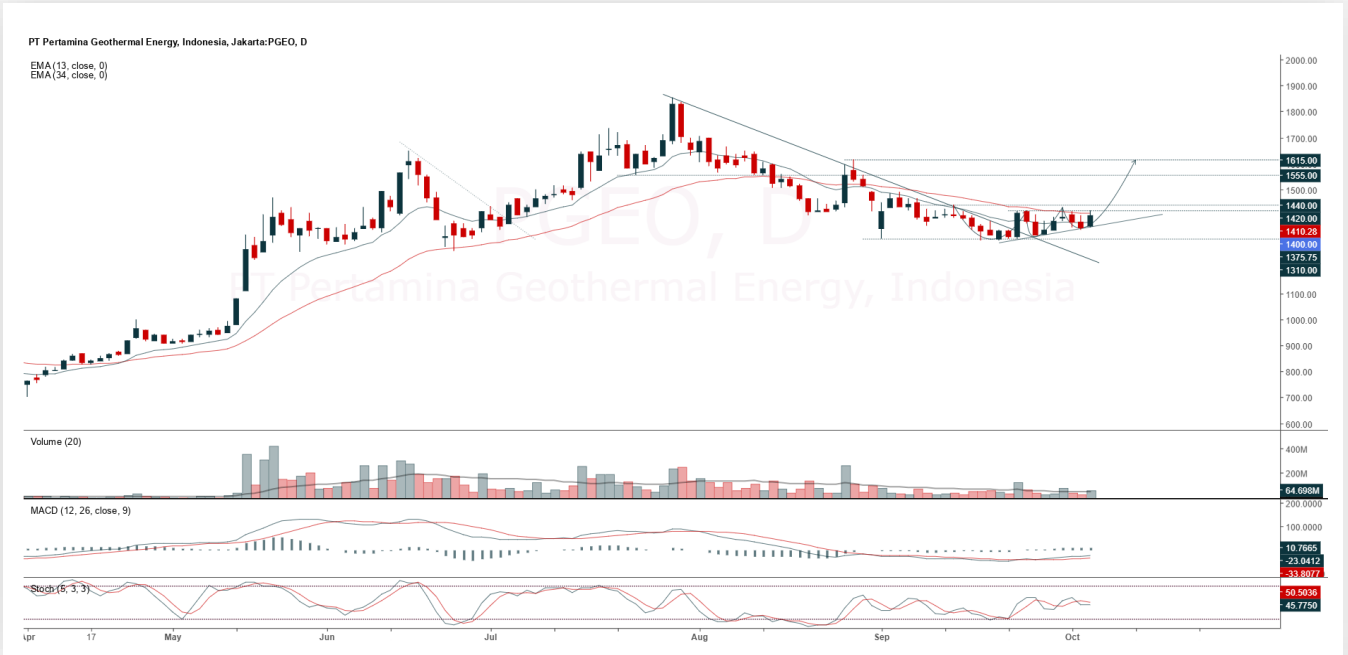 PT Pertamina Geothermal Energy, Indonesia, Jakarta:PGEO, D
EMA (13, close, 0)
EMA (34, close, 0)
PGEO, D
PT Pertamina Geothermal Energy, Indonesia
2000.00
1900.00
1800.00
1700.00
1615.00
1555.00
1500.00
1440.00
1420.00
1410.28
1400.00
1375.75
1310.00
1100.00
1000.00
900.00
800.00
700.00
600.00
Volume (20)
400M
200M
64.698M
MACD (12, 26, close, 9)
200.0000
100.0000
10.7665
-23.0412
-33.8077
Stoch (5, 3, 3)
50.5036
45.7750
Apr 17 May Jun Jul Aug Sep Oct